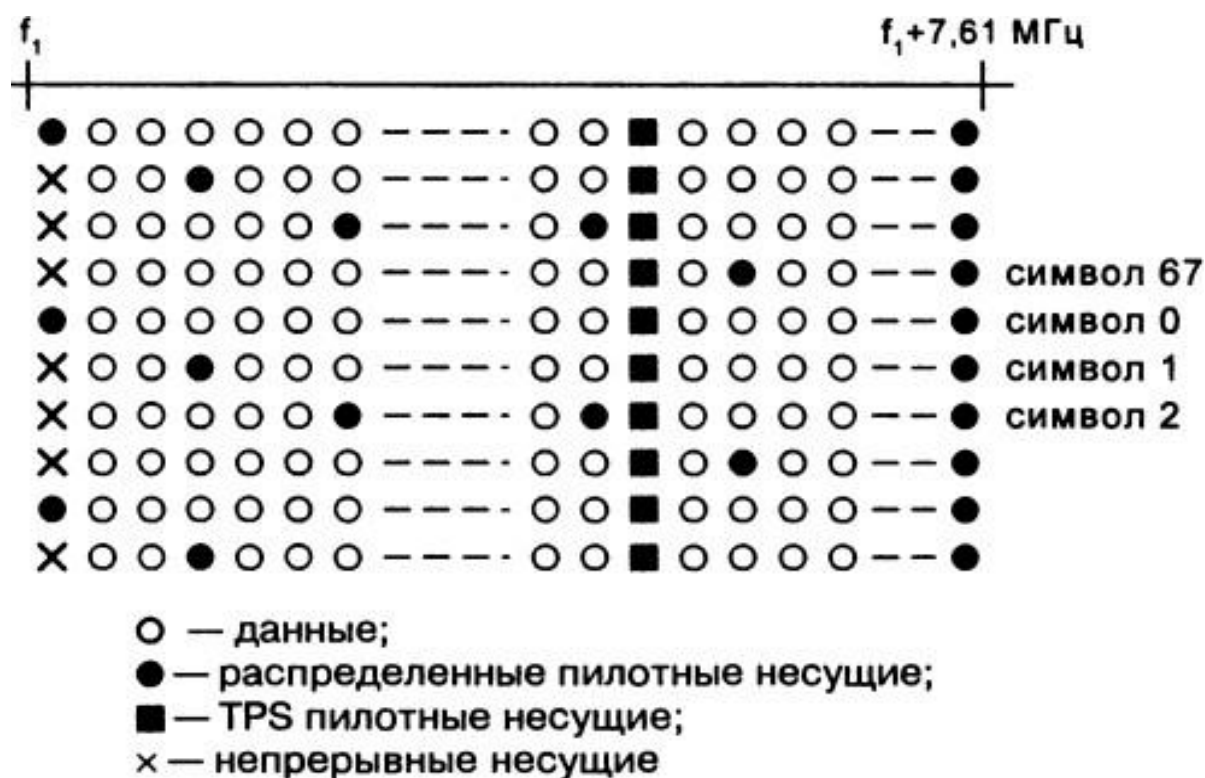 f₁ f₁+7,61 МГц
символ 67
символ 0
символ 1
символ 2
— данные;
— распределенные пилотные несущие;
— TPS пилотные несущие;
× — непрерывные несущие